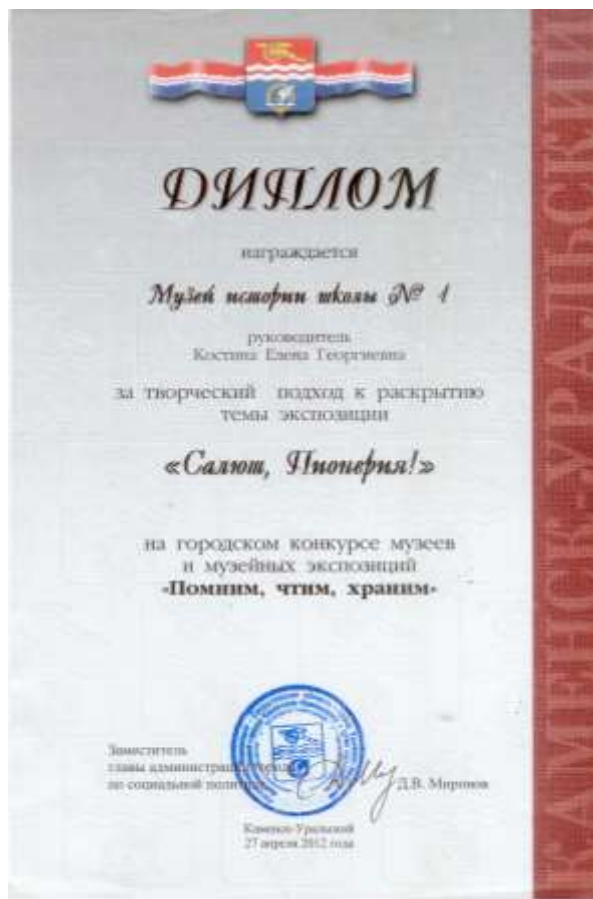 ДИПЛОМ
награждается
Музей истории школы № 1
руководитель
Костина Елена Георгиевна
за творческий подход к раскрытию
темы экспозиции
«Салют, Пионерия!»
на городском конкурсе музеев
и музейных экспозиций
«Помним, чтим, храним»
Заместитель
главы администрации города
по социальной политике
Д.В. Миронов
Каменск-Уральский
27 апреля 2012 года
КАМЕНСК-УРАЛЬСКИЙ